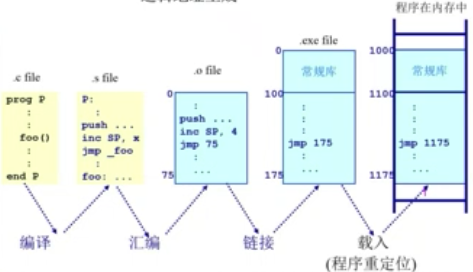 程序在内存中
.exe file
.c file
.s file
.o file
0
常规库
100
:
:
jmp 175
:
...
175
1000
常规库
1100
:
:
jmp 1175
:
...
1175
prog P
:
:
foo()
:
:
end P
P:
:
push ...
inc SP, x
jmp _foo
:
foo: ...
0
:
push ...
inc SP, 4
jmp 75
:
...
75
编译
汇编
链接
载入
(程序重定位)